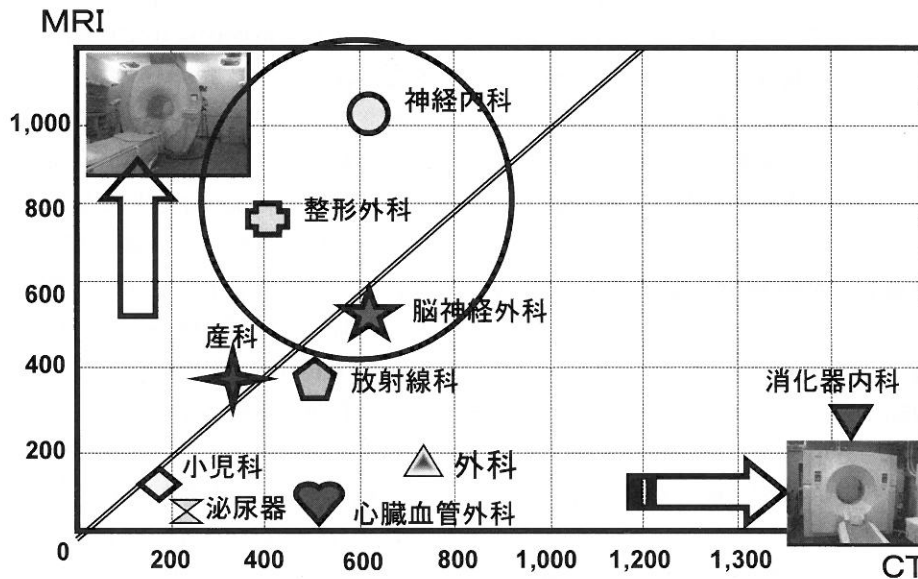 MRI
神経内科
1,000
800
整形外科
600
脳神経外科
産科
400
放射線科
消化器内科
200
小児科
外科
泌尿器
心臓血管外科
0
200
400
600
800
1,000
1,200
1,300
CT